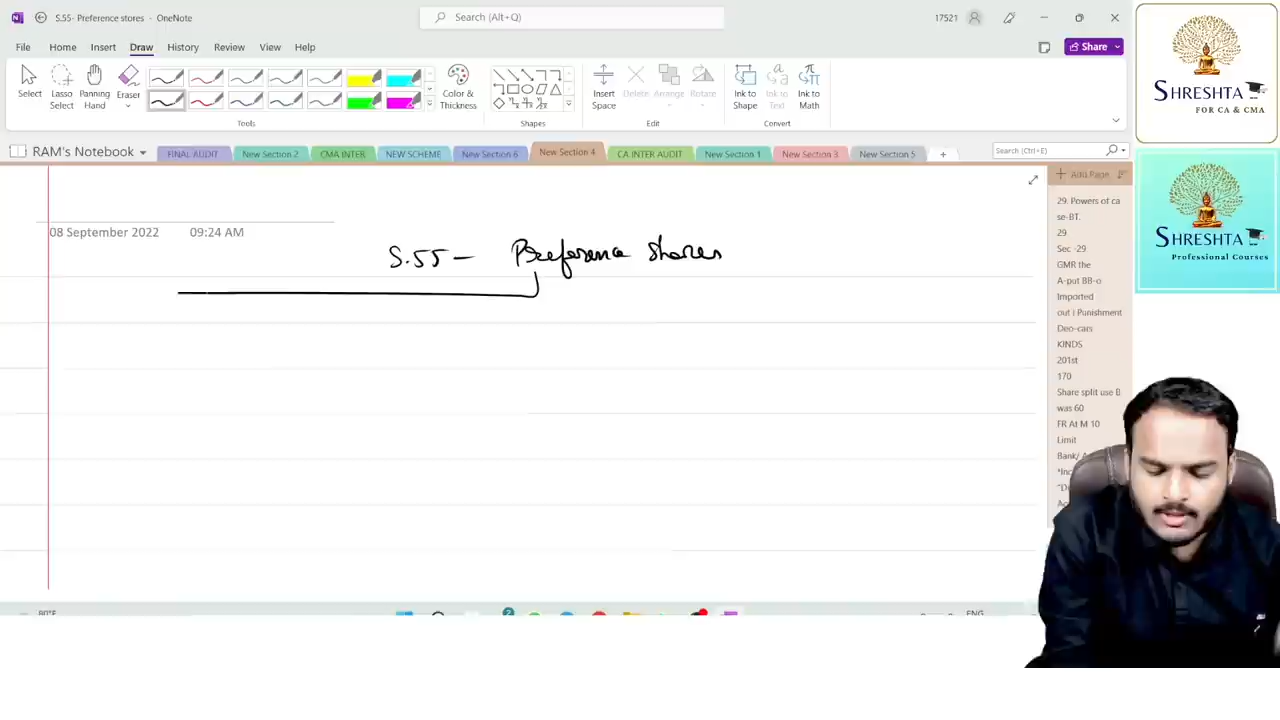 S.55- Preference stores - OneNote
Search (Alt+Q)
17521
File Home Insert Draw History Review View Help
Share
Select
Lasso Select
Panning Hand
Eraser
Color & Thickness
Insert Space
Delete
Arrange
Rotate
Ink to Shape
Ink to Text
Ink to Math
Tools
Shapes
Edit
Convert
RAM's Notebook
FINAL AUDIT
New Section 2
CMA INTER
NEW SCHEME
New Section 6
New Section 4
CA INTER AUDIT
New Section 1
New Section 3
New Section 5
Search (Ctrl+E)
08 September 2022 09:24 AM
S.55 - Preference Shares
Add Page
29. Powers of ca
se-BT.
29.
Sec -29
GMR the
A-put BB-o
Imported
out i Punishment
Deo-cars
KINDS
201st
170
Share split use B
was 60
FR At M 10
Limit
Bank/
80°F
2
ENG
SHRESHTA
FOR CA & CMA
SHRESHTA
Professional Courses